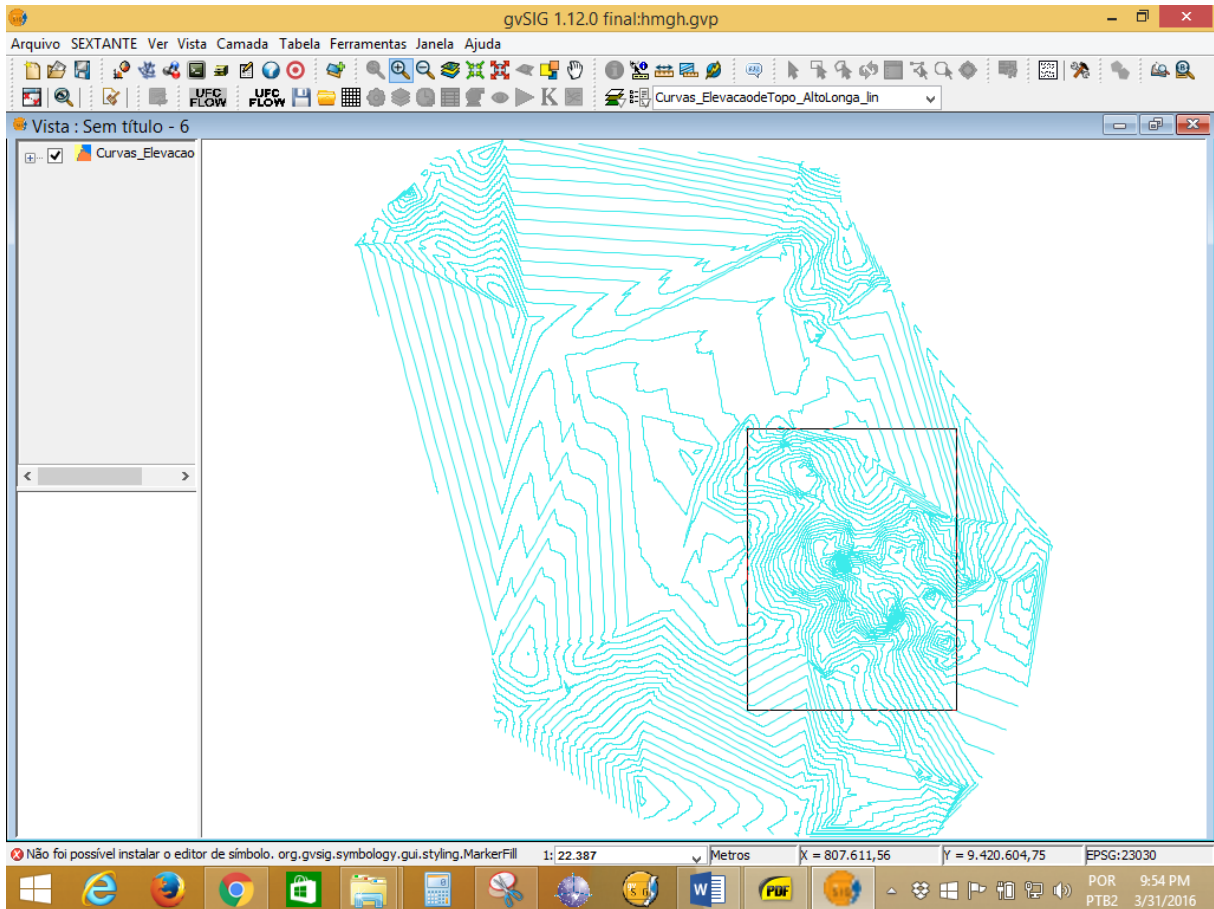 gvSIG 1.12.0 final:hmgh.gvp
Arquivo SEXTANTE Ver Vista Camada Tabela Ferramentas Janela Ajuda
UFC FLOW UFC FLOW K Curvas_ElevacaodeTopo_AltoLonga_lin
Vista : Sem título - 6
Curvas_Elevacao
Não foi possível instalar o editor de símbolo. org.gvsig.symbology.gui.styling.MarkerFill 1: 22.387 Metros X = 807.611,56 Y = 9.420.604,75 EPSG:23030
W PDF SIG POR 9:54 PM
PTB2 3/31/2016